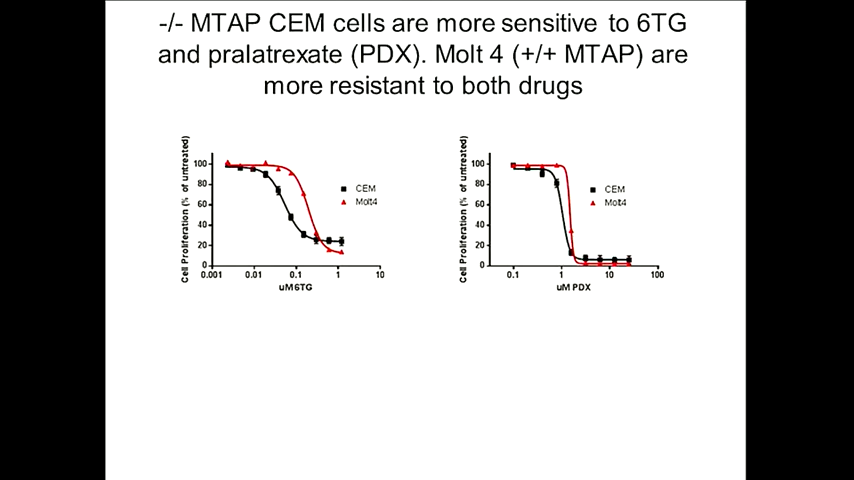 -/- MTAP CEM cells are more sensitive to 6TG
and pralatrexate (PDX). Molt 4 (+/+ MTAP) are
more resistant to both drugs
Cell Proliferation (% of untreated)
100
80
60
40
20
0
0.001
0.01
0.1
1
10
uM6TG
CEM
Molt4
Cell Proliferation (% of untreated)
100
80
60
40
20
0
0.1
1
10
100
uM PDX
CEM
Molt4